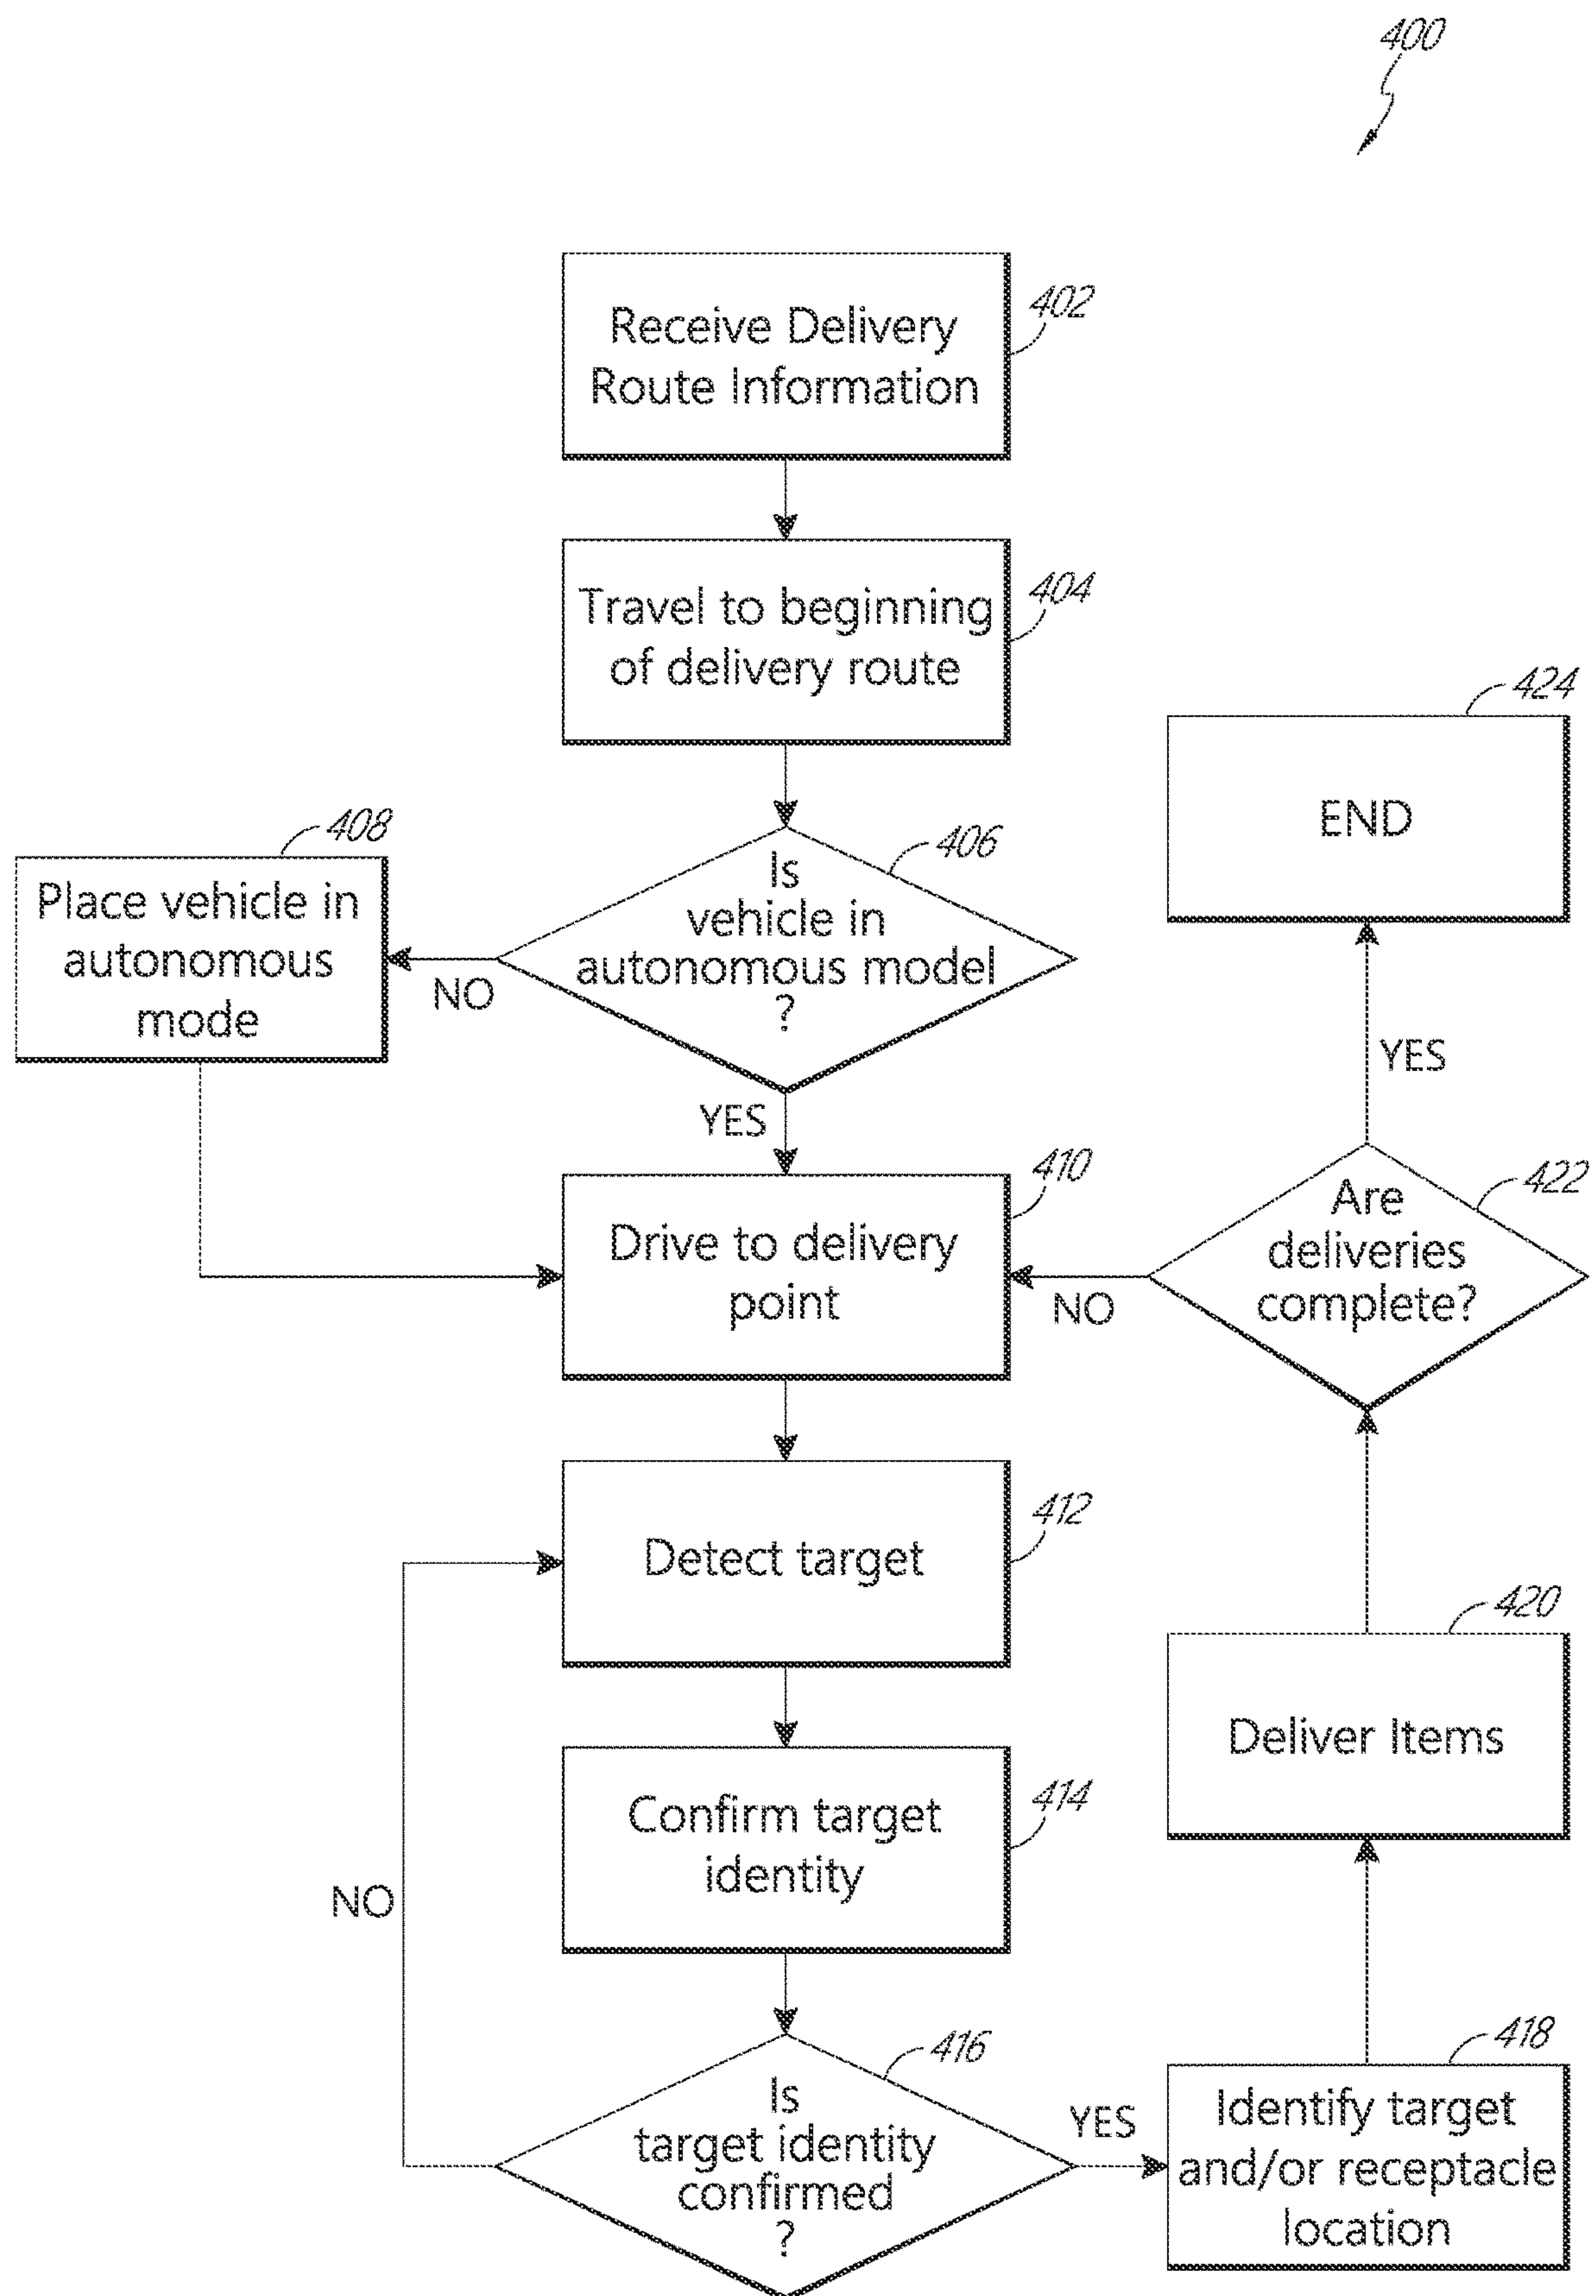 400
Receive Delivery
Route Information
402
Travel to beginning
of delivery route
404
424
END
408
Place vehicle in
autonomous
mode
406
Is
vehicle in
autonomous model
?
NO
YES
YES
410
Drive to delivery
point
422
Are
deliveries
complete?
NO
Detect target
412
420
Deliver Items
Confirm target
identity
414
NO
416
Is
target identity
confirmed
?
YES
418
Identify target
and/or receptacle
location